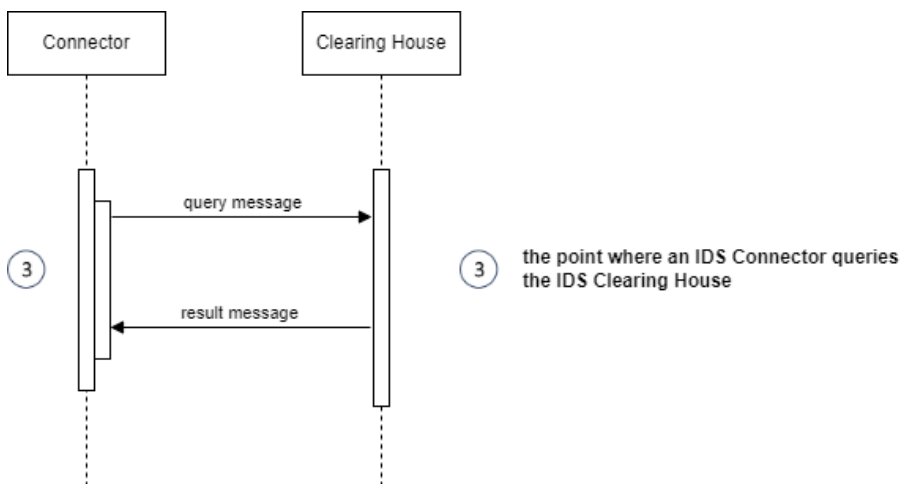 Connector
Clearing House
query message
3
3
the point where an IDS Connector queries
the IDS Clearing House
result message